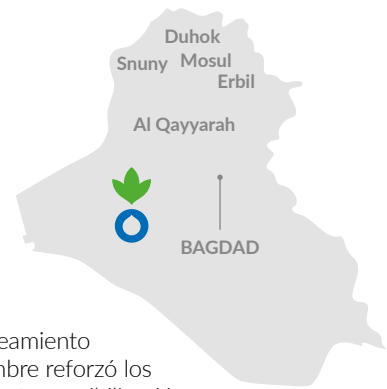 Duhok
Snuny Mosul
Erbil
Al Qayyarah
BAGDAD
eamiento
mbre reforzó los